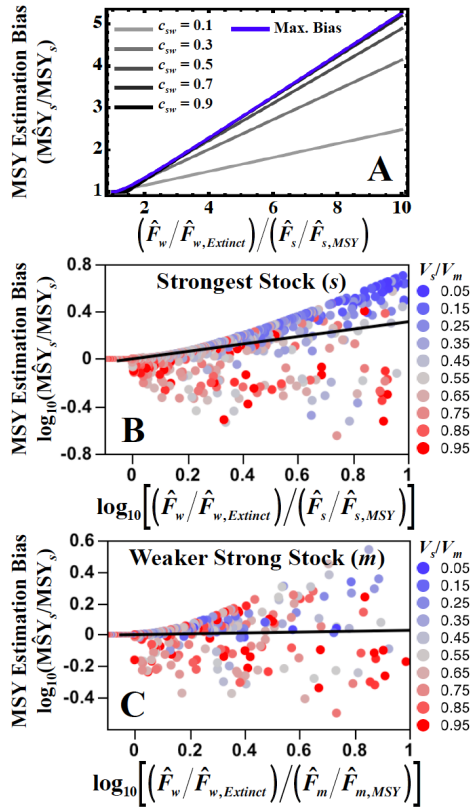 MSY Estimation Bias
(MŜY_s/MSY_s)
5
4
3
2
1
c_sw = 0.1
c_sw = 0.3
c_sw = 0.5
c_sw = 0.7
c_sw = 0.9
Max. Bias
A
2 4 6 8 10
(F̂_w/F̂_w,Extinct)/(F̂_s/F̂_s,MSY)
MSY Estimation Bias
log10(MŜY_s/MSY_s)
Strongest Stock (s)
0.8
0.4
0
-0.4
-0.8
B
0 0.2 0.4 0.6 0.8 1
log10[(F̂_w/F̂_w,Extinct)/(F̂_s/F̂_s,MSY)]
V_s/V_m
0.05
0.15
0.25
0.35
0.45
0.55
0.65
0.75
0.85
0.95
MSY Estimation Bias
log10(MŜY_s/MSY_s)
Weaker Strong Stock (m)
0.6
0.4
0.2
0
-0.2
-0.4
C
0 0.2 0.4 0.6 0.8 1
log10[(F̂_w/F̂_w,Extinct)/(F̂_m/F̂_m,MSY)]
V_s/V_m
0.05
0.15
0.25
0.35
0.45
0.55
0.65
0.75
0.85
0.95